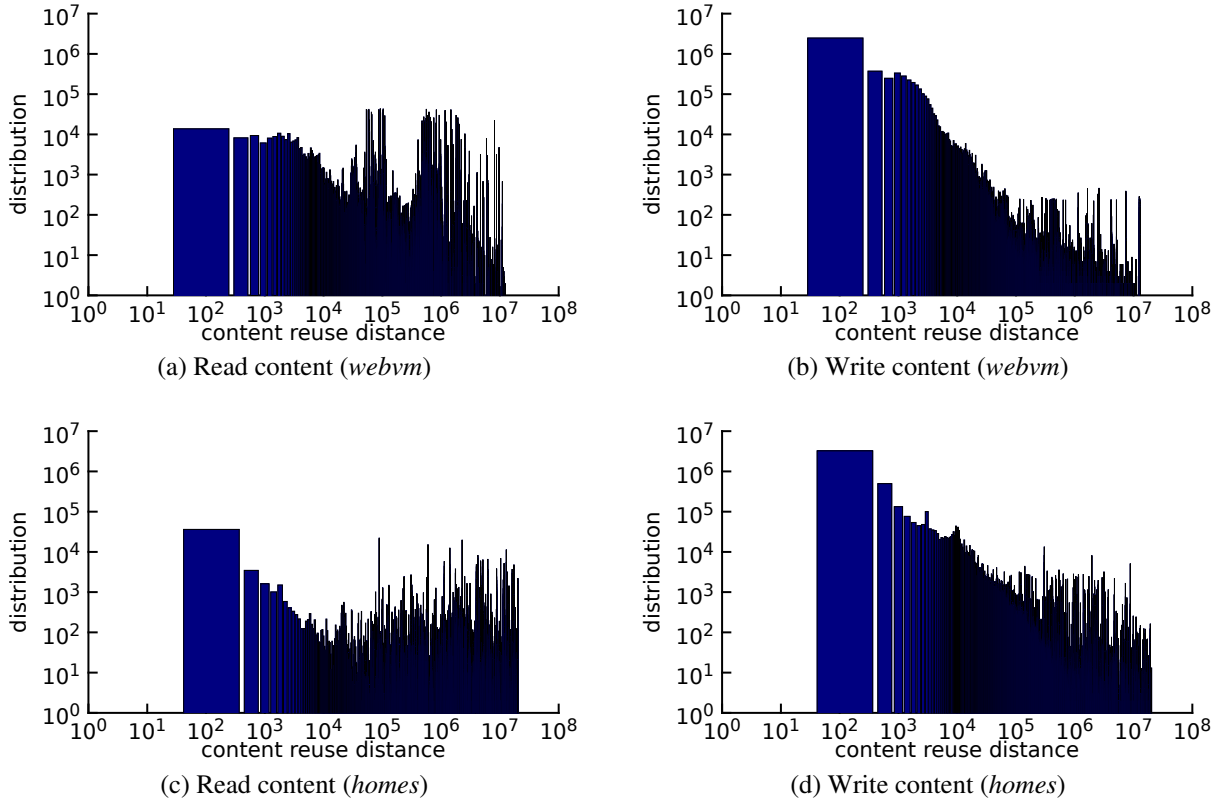 10^7 10^6 10^5 10^4 10^3 10^2 10^1 10^0
distribution
10^0 10^1 10^2 10^3 10^4 10^5 10^6 10^7 10^8
content reuse distance
(a) Read content (webvm)
10^7 10^6 10^5 10^4 10^3 10^2 10^1 10^0
distribution
10^0 10^1 10^2 10^3 10^4 10^5 10^6 10^7 10^8
content reuse distance
(b) Write content (webvm)
10^7 10^6 10^5 10^4 10^3 10^2 10^1 10^0
distribution
10^0 10^1 10^2 10^3 10^4 10^5 10^6 10^7 10^8
content reuse distance
(c) Read content (homes)
10^7 10^6 10^5 10^4 10^3 10^2 10^1 10^0
distribution
10^0 10^1 10^2 10^3 10^4 10^5 10^6 10^7 10^8
content reuse distance
(d) Write content (homes)